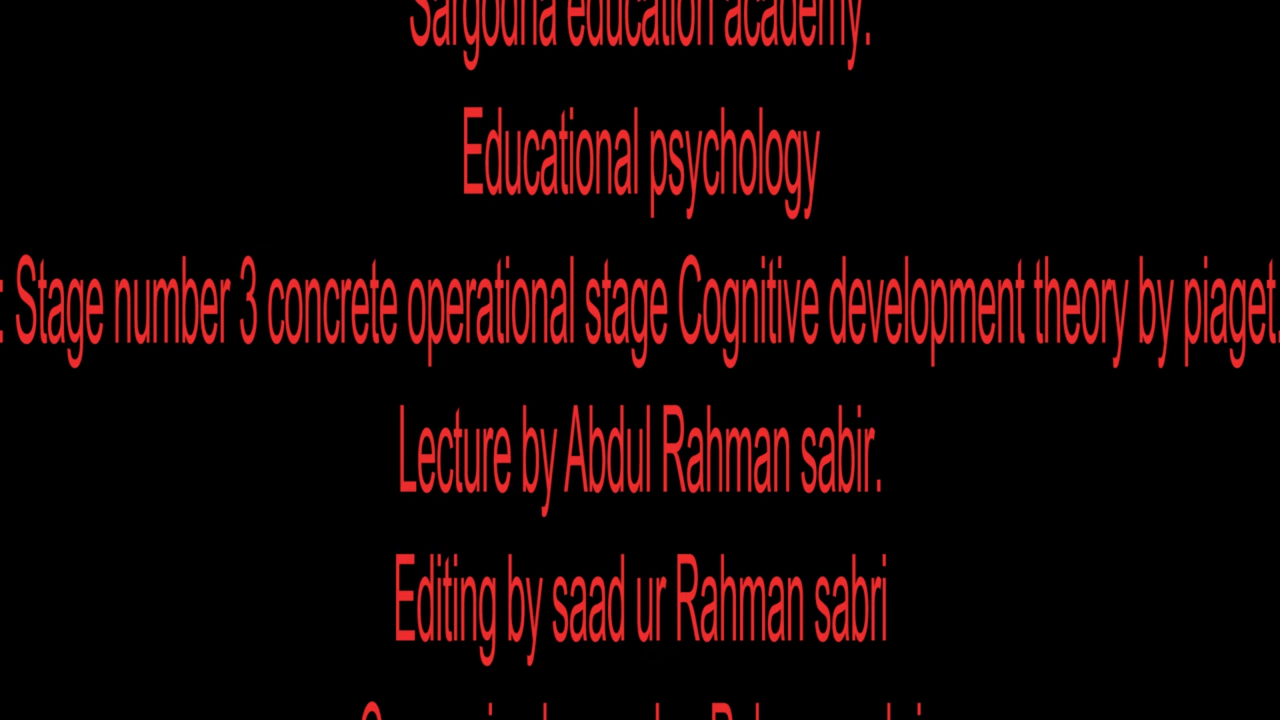 Sargodha education academy.
Educational psychology
: Stage number 3 concrete operational stage Cognitive development theory by piaget.
Lecture by Abdul Rahman sabir.
Editing by saad ur Rahman sabri